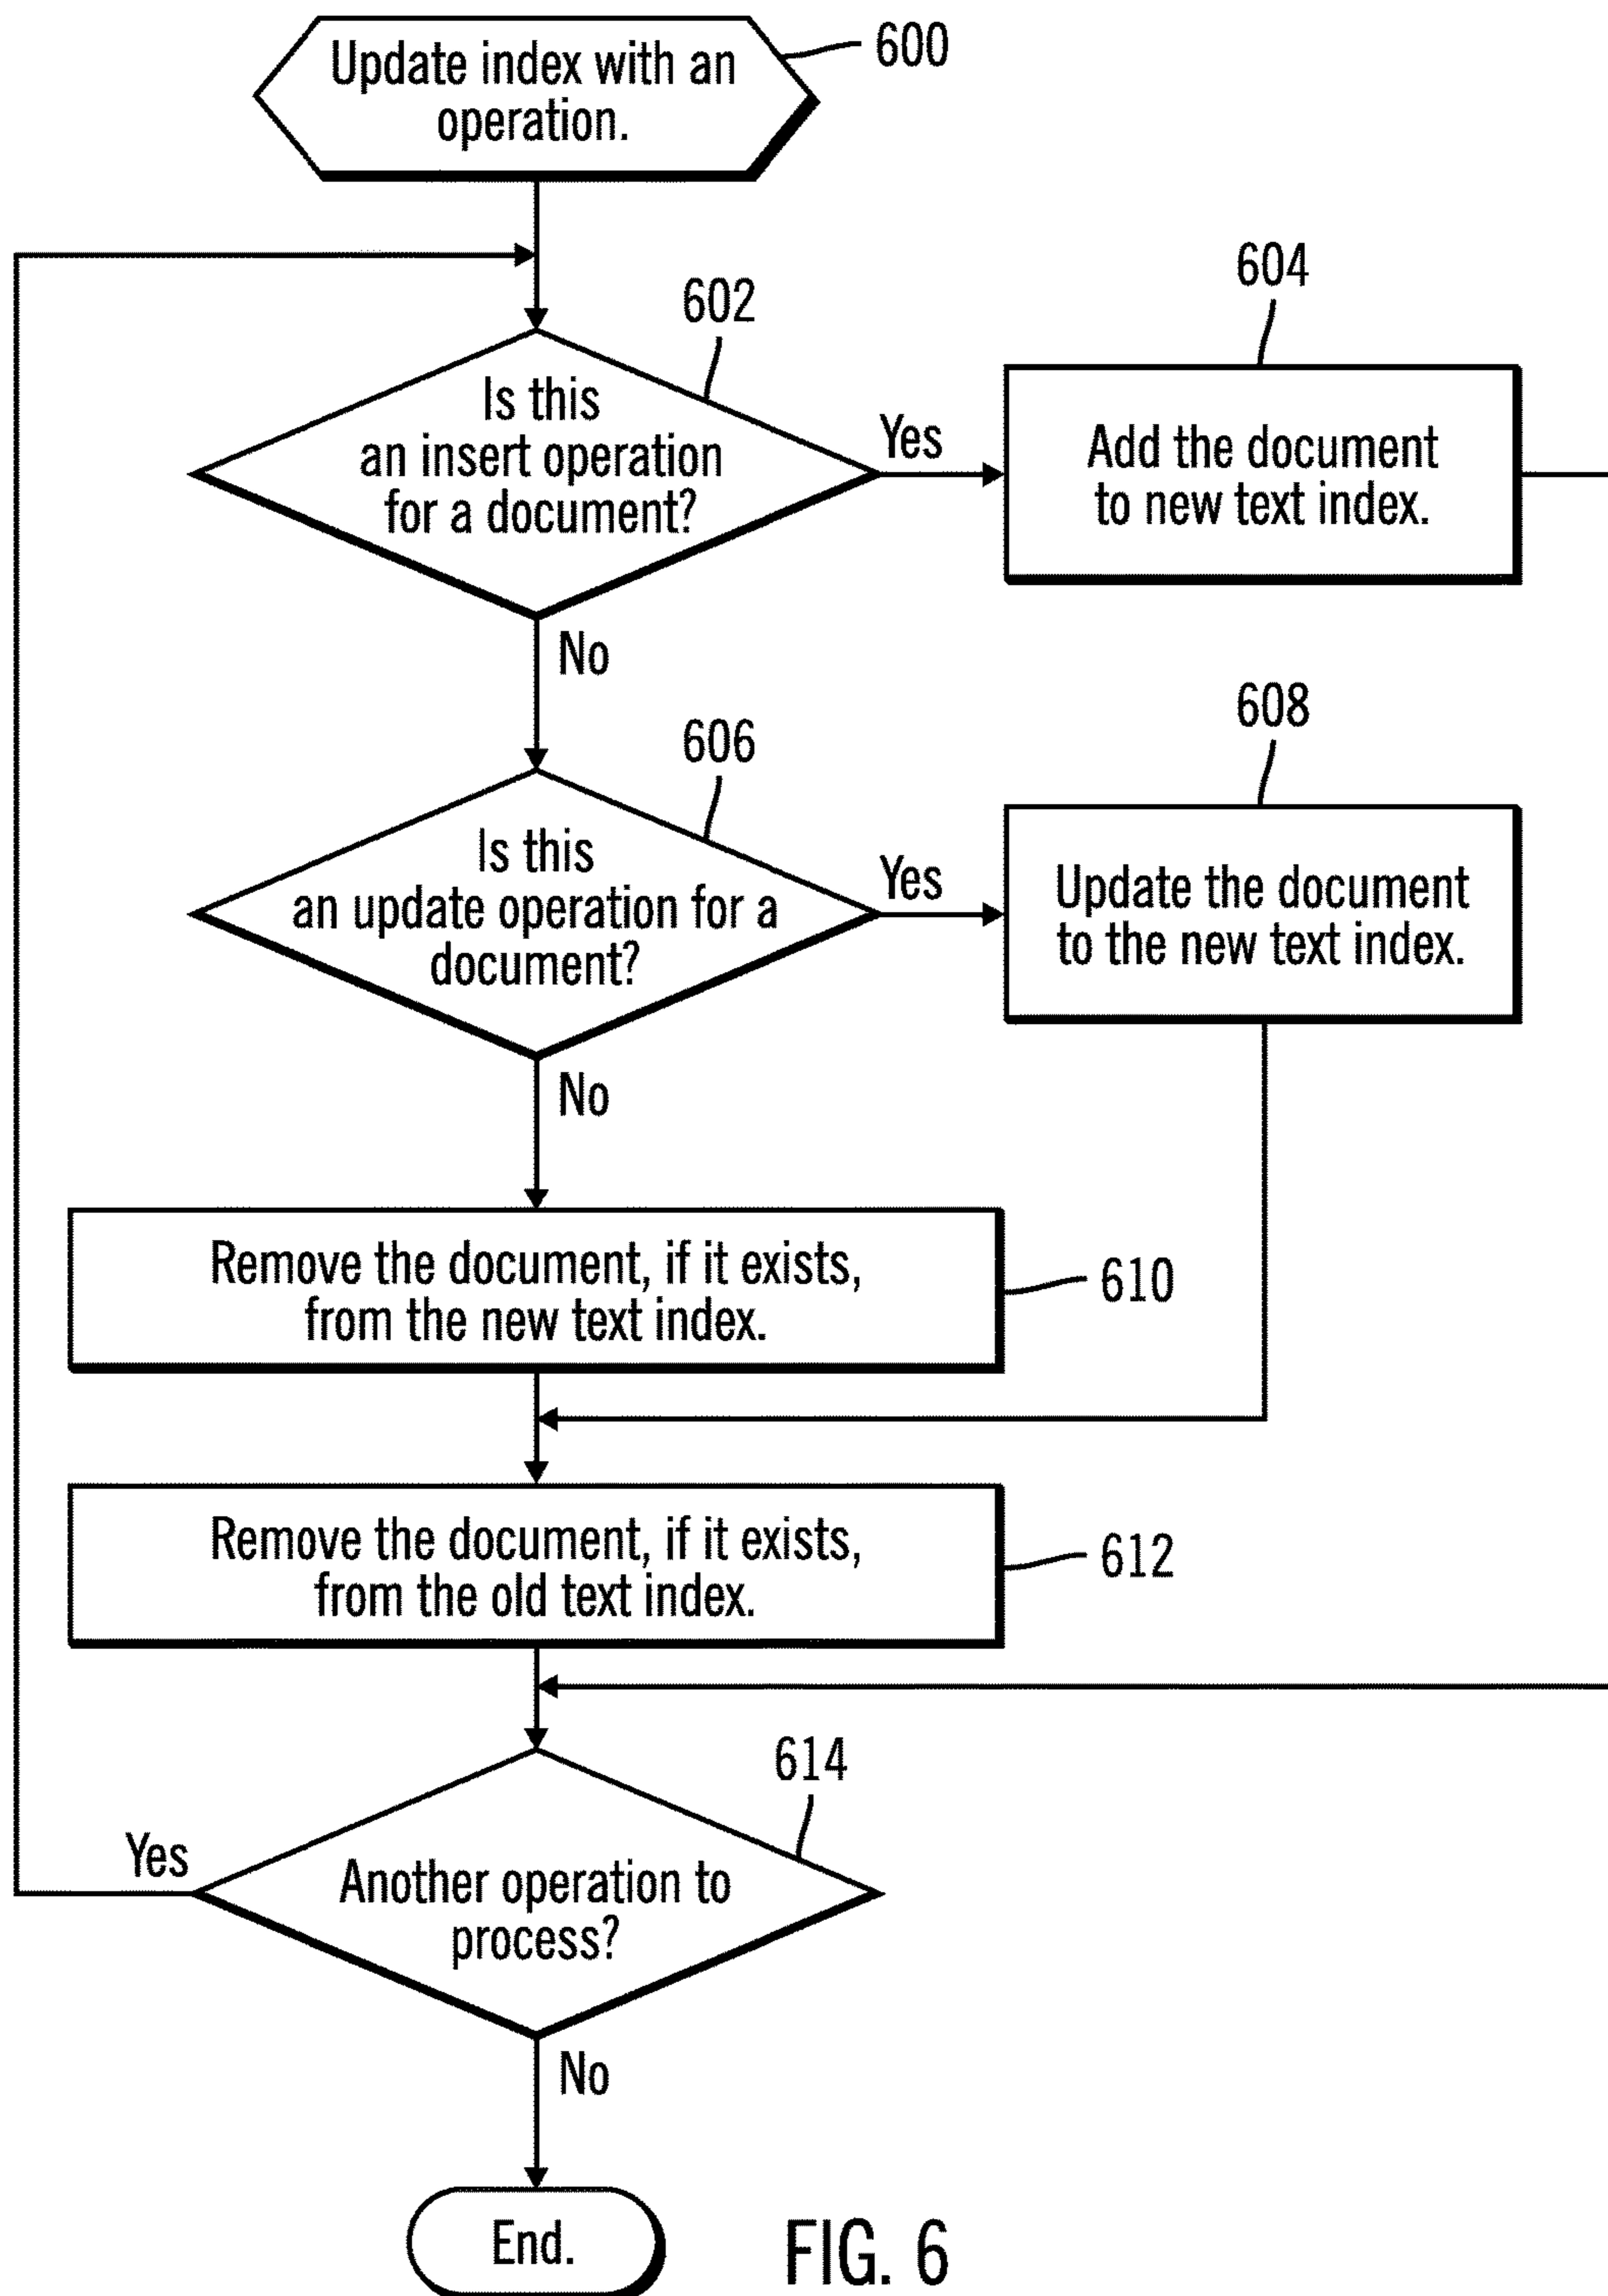 Update index with an
operation.
600
602
604
Is this
an insert operation
for a document?
Yes
Add the document
to new text index.
No
606
608
Is this
an update operation for a
document?
Yes
Update the document
to the new text index.
No
Remove the document, if it exists,
from the new text index.
610
Remove the document, if it exists,
from the old text index.
612
614
Yes
Another operation to
process?
No
End.
FIG. 6